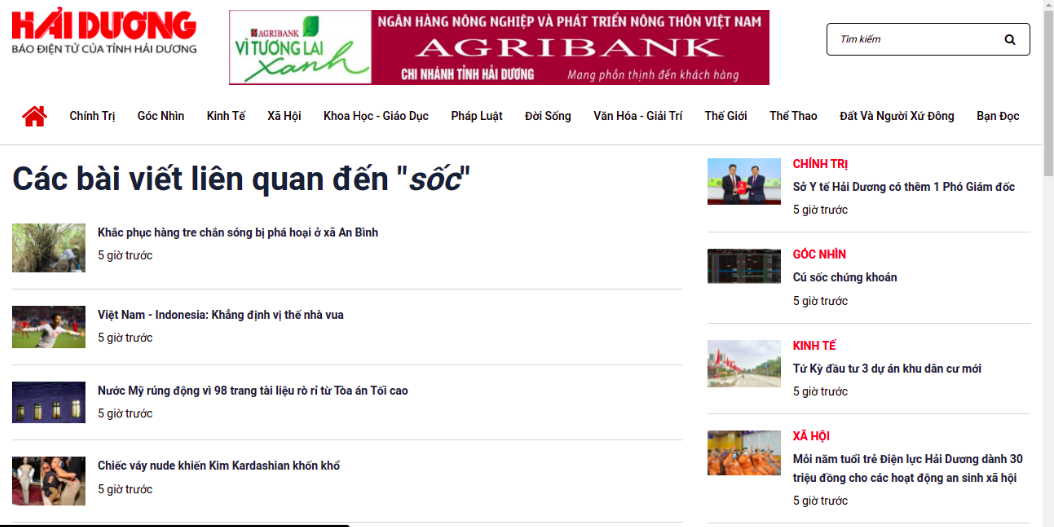 HẢI DƯƠNG
BÁO ĐIỆN TỬ CỦA TỈNH HẢI DƯƠNG
AGRIBANK
VÌ TƯƠNG LAI
Xanh
NGÂN HÀNG NÔNG NGHIỆP VÀ PHÁT TRIỂN NÔNG THÔN VIỆT NAM
AGRIBANK
CHI NHÁNH TỈNH HẢI DƯƠNG Mang phồn thịnh đến khách hàng
Tìm kiếm
Chính Trị Góc Nhìn Kinh Tế Xã Hội Khoa Học - Giáo Dục Pháp Luật Đời Sống Văn Hóa - Giải Trí Thế Giới Thể Thao Đất Và Người Xứ Đông Bạn Đọc
Các bài viết liên quan đến "sốc"
Khắc phục hàng tre chắn sóng bị phá hoại ở xã An Bình
5 giờ trước
Việt Nam - Indonesia: Khẳng định vị thế nhà vua
5 giờ trước
Nước Mỹ rúng động vì 98 trang tài liệu rò rỉ từ Tòa án Tối cao
5 giờ trước
Chiếc váy nude khiến Kim Kardashian khốn khổ
5 giờ trước
CHÍNH TRỊ
Sở Y tế Hải Dương có thêm 1 Phó Giám đốc
5 giờ trước
GÓC NHÌN
Cú sốc chứng khoán
5 giờ trước
KINH TẾ
Tứ Kỳ đầu tư 3 dự án khu dân cư mới
5 giờ trước
XÃ HỘI
Mỗi năm tuổi trẻ Điện lực Hải Dương dành 30
triệu đồng cho các hoạt động an sinh xã hội
5 giờ trước